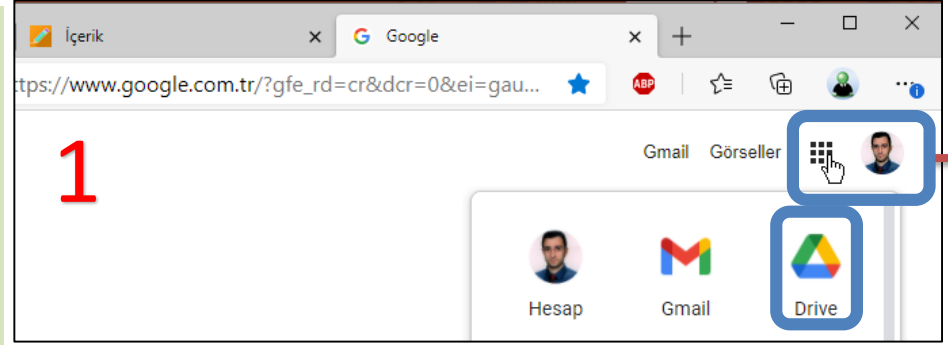 İçerik
Google
ttps://www.google.com.tr/?gfe_rd=cr&dcr=0&ei=gau...
ABP
1
Gmail Görseller
Hesap Gmail Drive